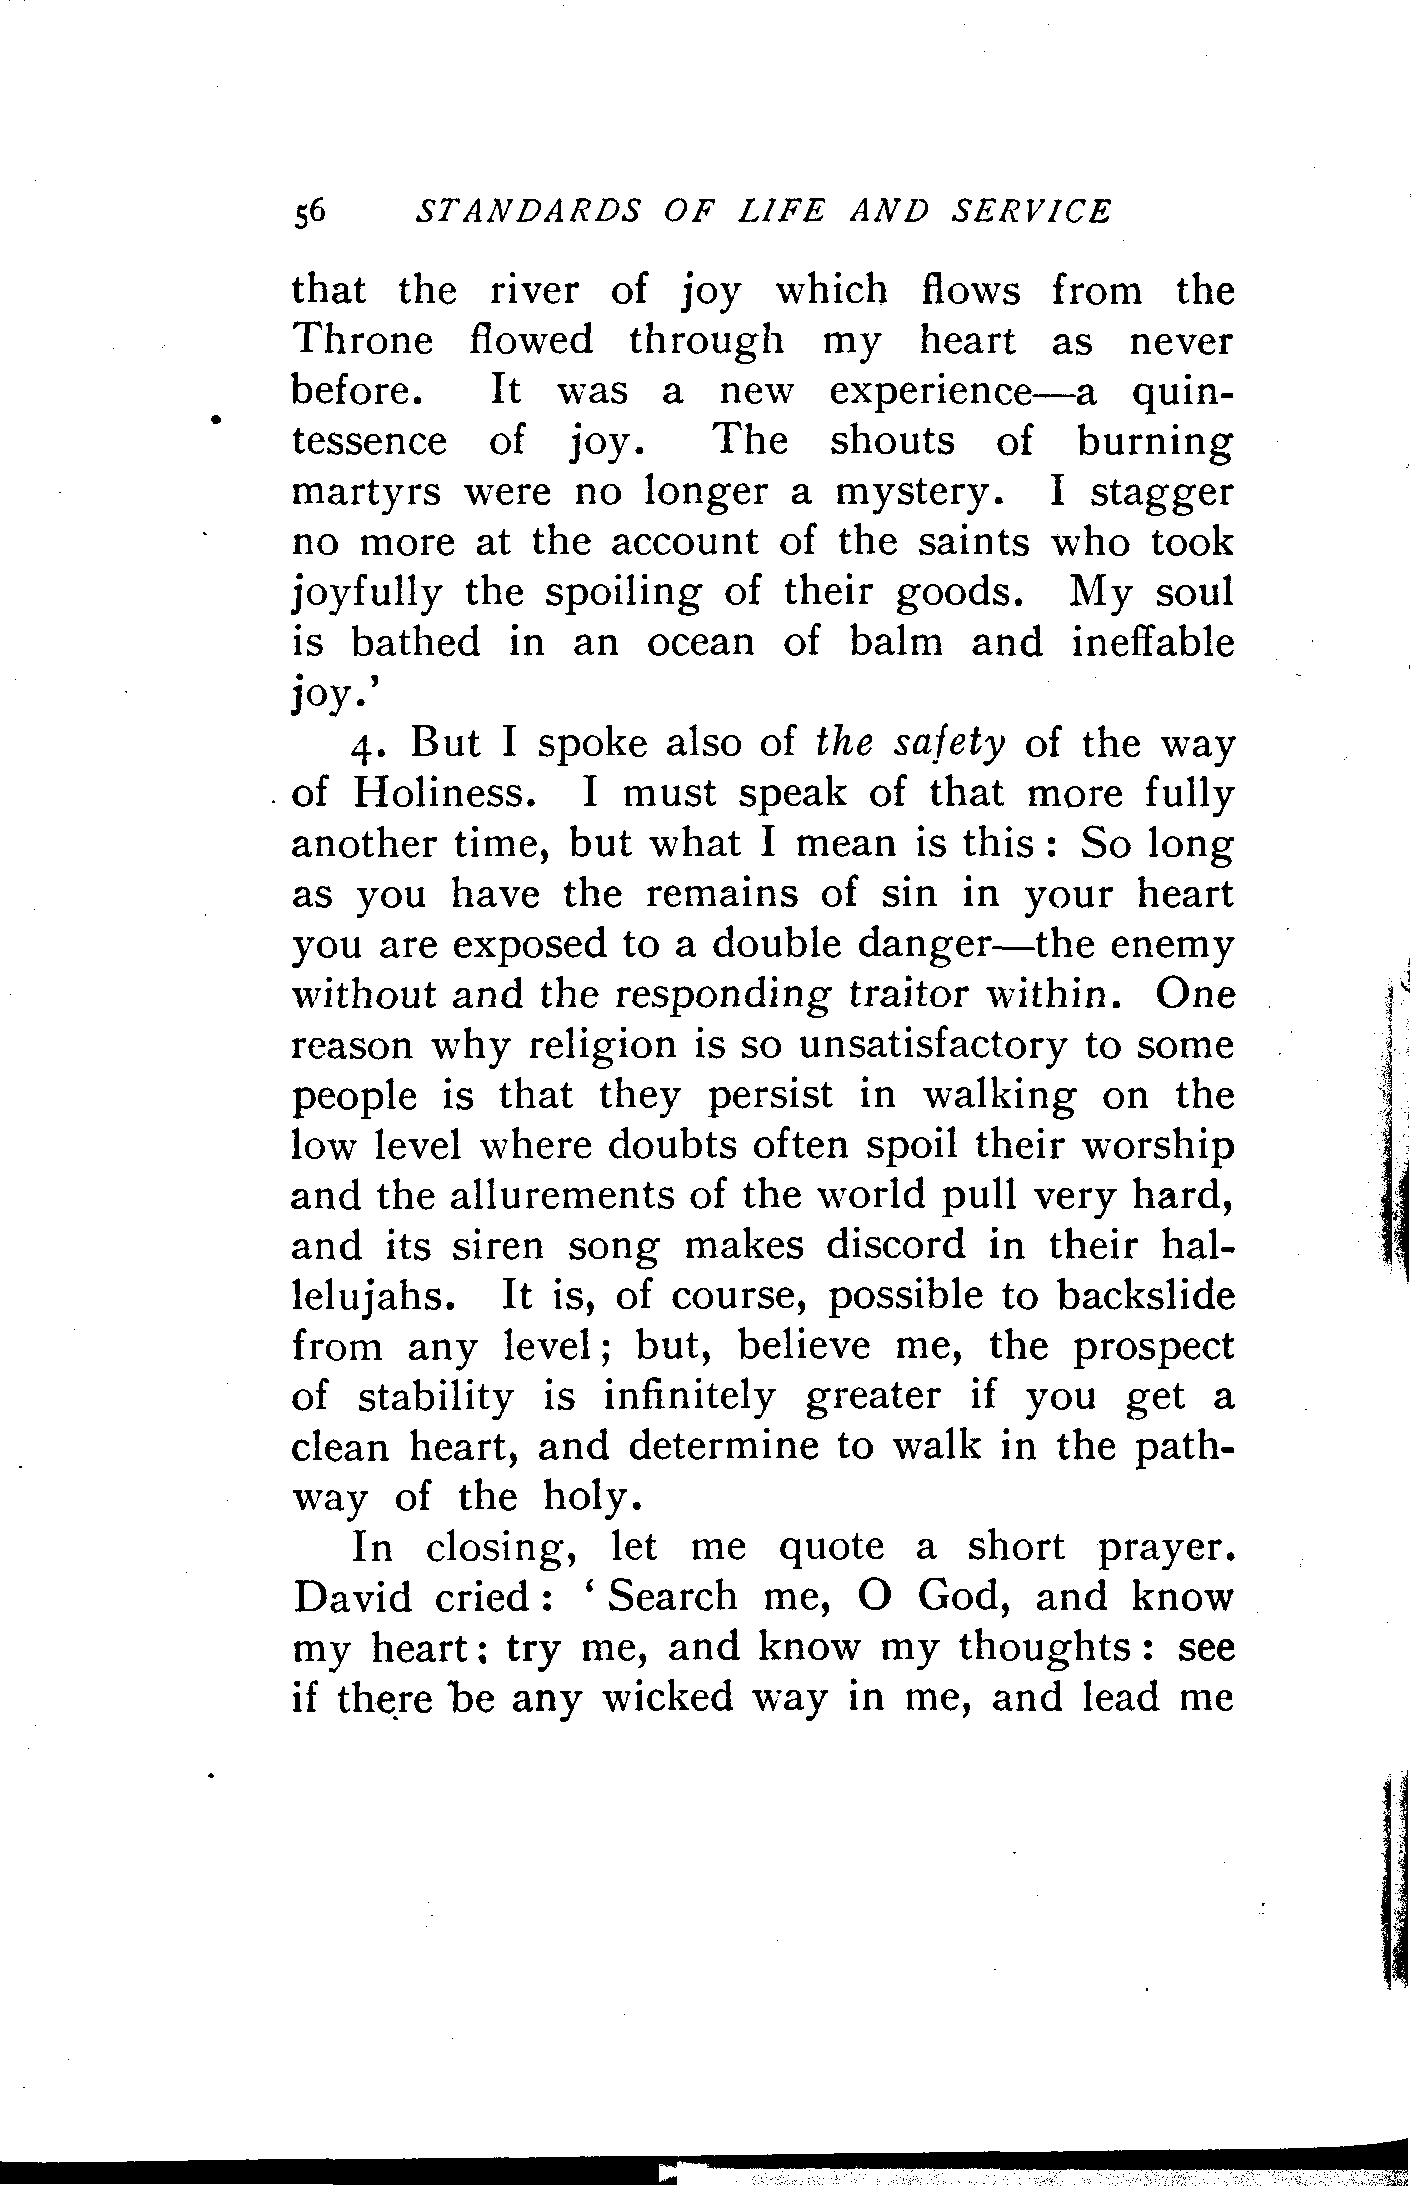 56 STANDARDS OF LIFE AND SERVICE
that the river of joy which flows from the
Throne flowed through my heart as never
before. It was a new experience—a quin-
tessence of joy. The shouts of burning
martyrs were no longer a mystery. I stagger
no more at the account of the saints who took
joyfully the spoiling of their goods. My soul
is bathed in an ocean of balm and ineffable
joy.’
4. But I spoke also of the safety of the way
of Holiness. I must speak of that more fully
another time, but what I mean is this : So long
as you have the remains of sin in your heart
you are exposed to a double danger—the enemy
without and the responding traitor within. One
reason why religion is so unsatisfactory to some
people is that they persist in walking on the
low level where doubts often spoil their worship
and the allurements of the world pull very hard,
and its siren song makes discord in their hal-
lelujahs. It is, of course, possible to backslide
from any level ; but, believe me, the prospect
of stability is infinitely greater if you get a
clean heart, and determine to walk in the path-
way of the holy.
In closing, let me quote a short prayer.
David cried : ‘ Search me, O God, and know
my heart ; try me, and know my thoughts : see
if there be any wicked way in me, and lead me